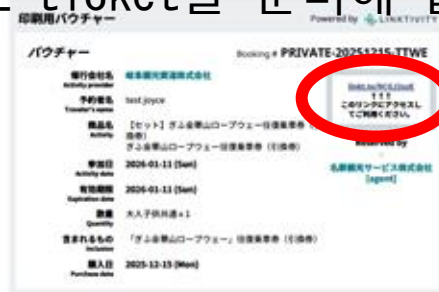 ticket을
印刷用バウチャー
Powered by LINKTIVITY
バウチャー
Booking # PRIVATE-20251215-TTWE
催行会社名 岐阜観光索道株式会社
Activity provider
予約者名 test joyce
Traveler's name
商品名 【セット】ぎふ金華山ロープウェー往復乗車券
Activity
ぎふ金華山ロープウェー往復乗車券（引換券）
参加日 2026-01-11 (Sun)
Activity date
有効期限 2026-01-11 (Sun)
Expiration date
数量 大人子供共通×1
Quantity
含まれるもの 「ぎふ金華山ロープウェー」往復乗車券（引換券）
Inclusion
購入日 2025-12-15 (Mon)
Purchase date
↑↑↑
このリンクにアクセスし
てご利用ください。
Reserved by
名鉄観光サービス株式会社
[agent]